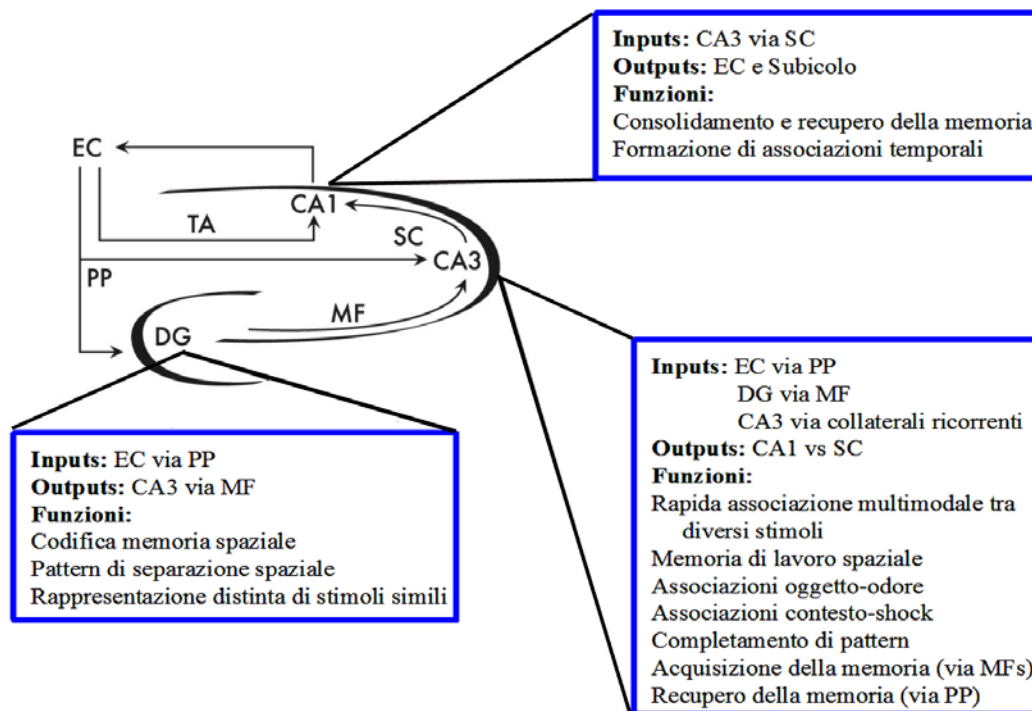 Inputs: CA3 via SC
Outputs: EC e Subicolo
Funzioni:
Consolidamento e recupero della memoria
Formazione di associazioni temporali
EC
CA1
TA
SC
CA3
PP
MF
DG
Inputs: EC via PP
Outputs: CA3 via MF
Funzioni:
Codifica memoria spaziale
Pattern di separazione spaziale
Rappresentazione distinta di stimoli simili
Inputs: EC via PP
DG via MF
CA3 via collaterali ricorrenti
Outputs: CA1 vs SC
Funzioni:
Rapida associazione multimodale tra
diversi stimoli
Memoria di lavoro spaziale
Associazioni oggetto-odore
Associazioni contesto-shock
Completamento di pattern
Acquisizione della memoria (via MFs)
Recupero della memoria (via PP)